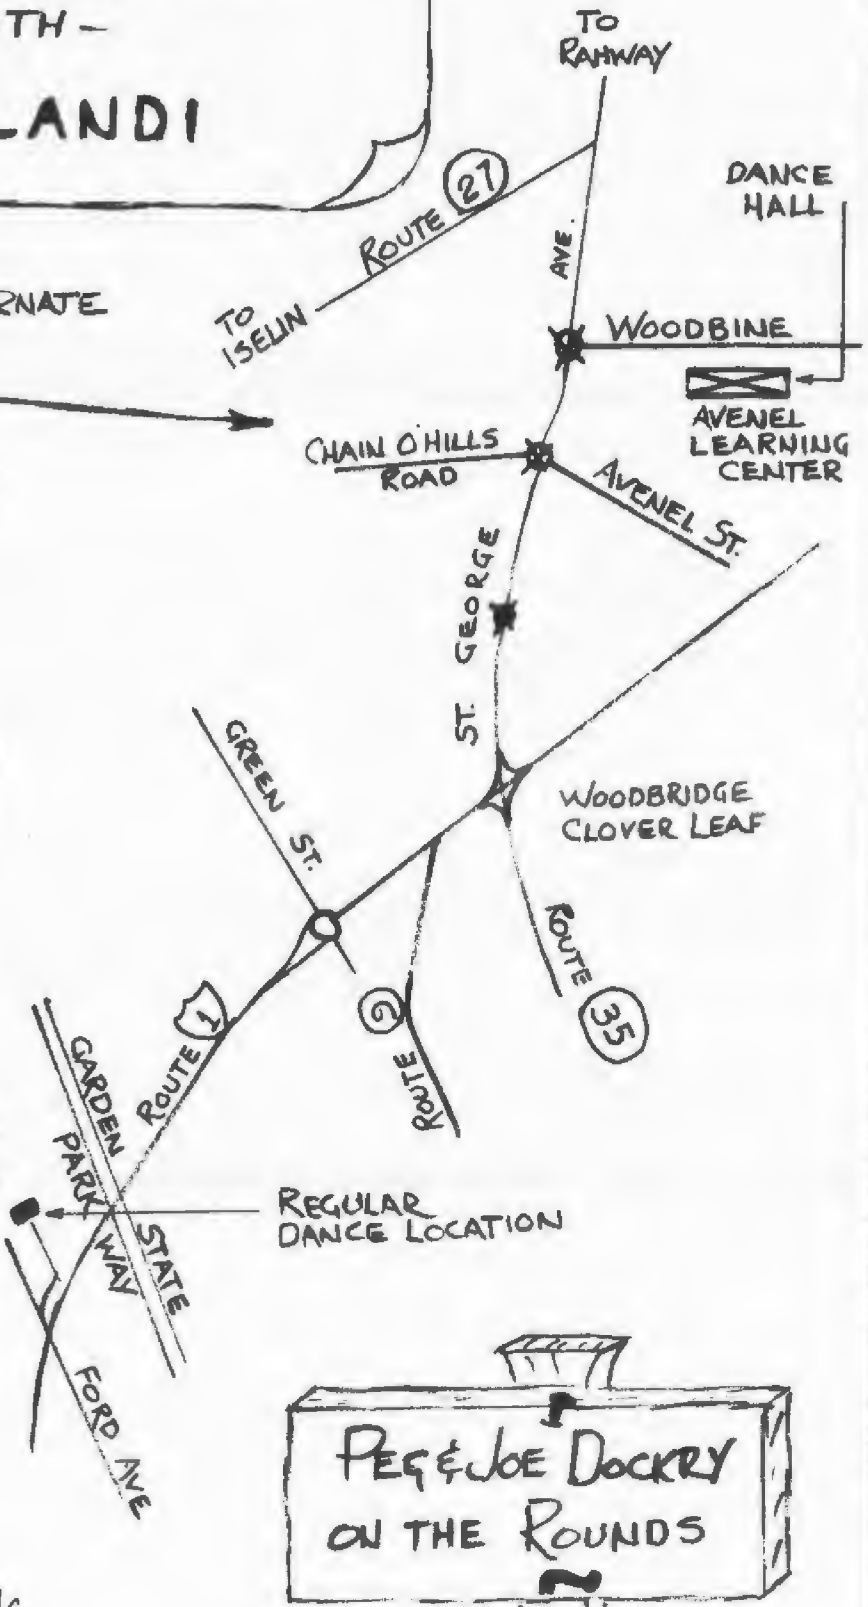 TH-
LANDI
TO
RAHWAY
ROUTE 27
DANCE
HALL
AVE.
RNATE
TO
ISELIN
WOODBINE
CHAIN O'HILLS
ROAD
AVENEL
LEARNING
CENTER
AVENEL ST.
ST. GEORGE
GREEN ST.
WOODBRIDGE
CLOVER LEAF
ROUTE 35
ROUTE 1
ROUTE
GARDEN STATE
PARKWAY
REGULAR
DANCE LOCATION
FORD AVE
PEG & JOE DOCKRY
ON THE ROUNDS